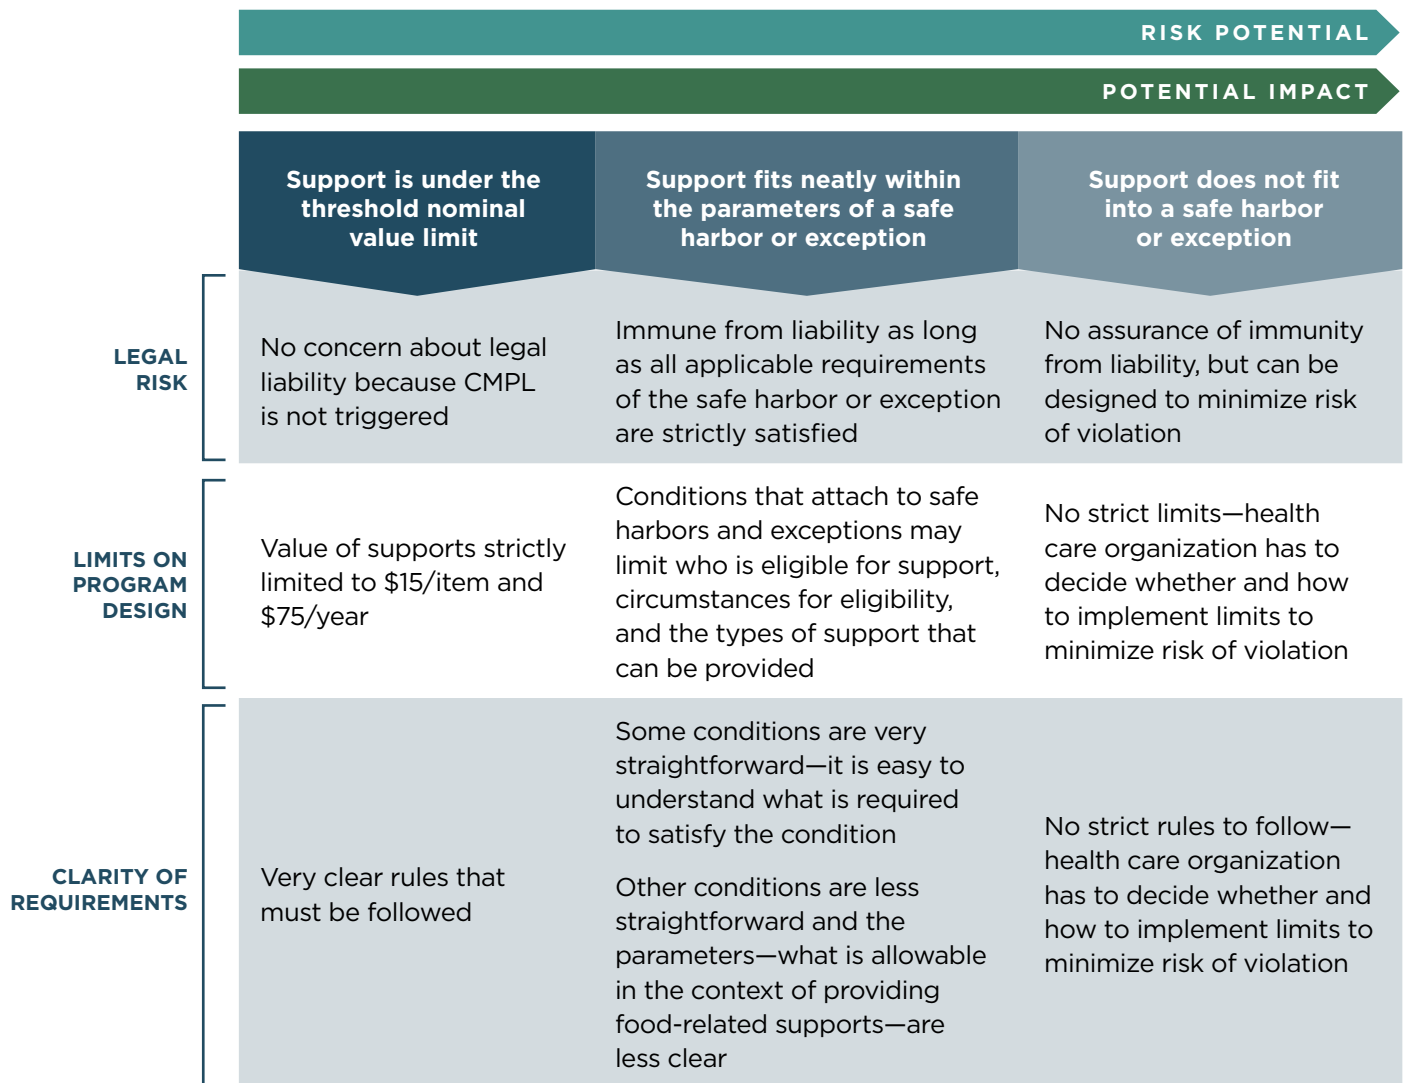 RISK POTENTIAL
POTENTIAL IMPACT
Support is under the
threshold nominal
value limit
Support fits neatly within
the parameters of a safe
harbor or exception
Support does not fit
into a safe harbor
or exception
LEGAL
RISK
No concern about legal
liability because CMPL
is not triggered
Immune from liability as long
as all applicable requirements
of the safe harbor or exception
are strictly satisfied
No assurance of immunity
from liability, but can be
designed to minimize risk
of violation
LIMITS ON
PROGRAM
DESIGN
Value of supports strictly
limited to $15/item and
$75/year
Conditions that attach to safe
harbors and exceptions may
limit who is eligible for support,
circumstances for eligibility,
and the types of support that
can be provided
No strict limits—health
care organization has to
decide whether and how
to implement limits to
minimize risk of violation
CLARITY OF
REQUIREMENTS
Very clear rules that
must be followed
Some conditions are very
straightforward—it is easy to
understand what is required
to satisfy the condition
Other conditions are less
straightforward and the
parameters—what is allowable
in the context of providing
food-related supports—are
less clear
No strict rules to follow—
health care organization
has to decide whether and
how to implement limits to
minimize risk of violation